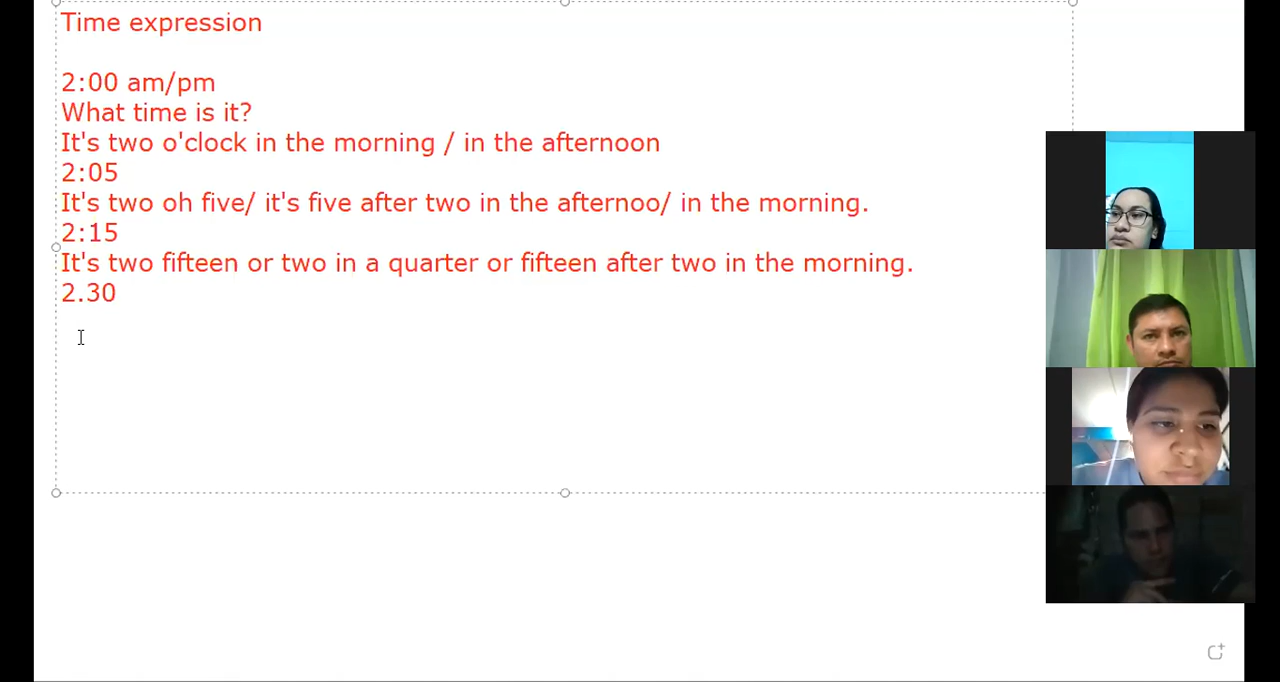 Time expression
2:00 am/pm
What time is it?
It's two o'clock in the morning / in the afternoon
2:05
It's two oh five/ it's five after two in the afternoo/ in the morning.
2:15
It's two fifteen or two in a quarter or fifteen after two in the morning.
2.30